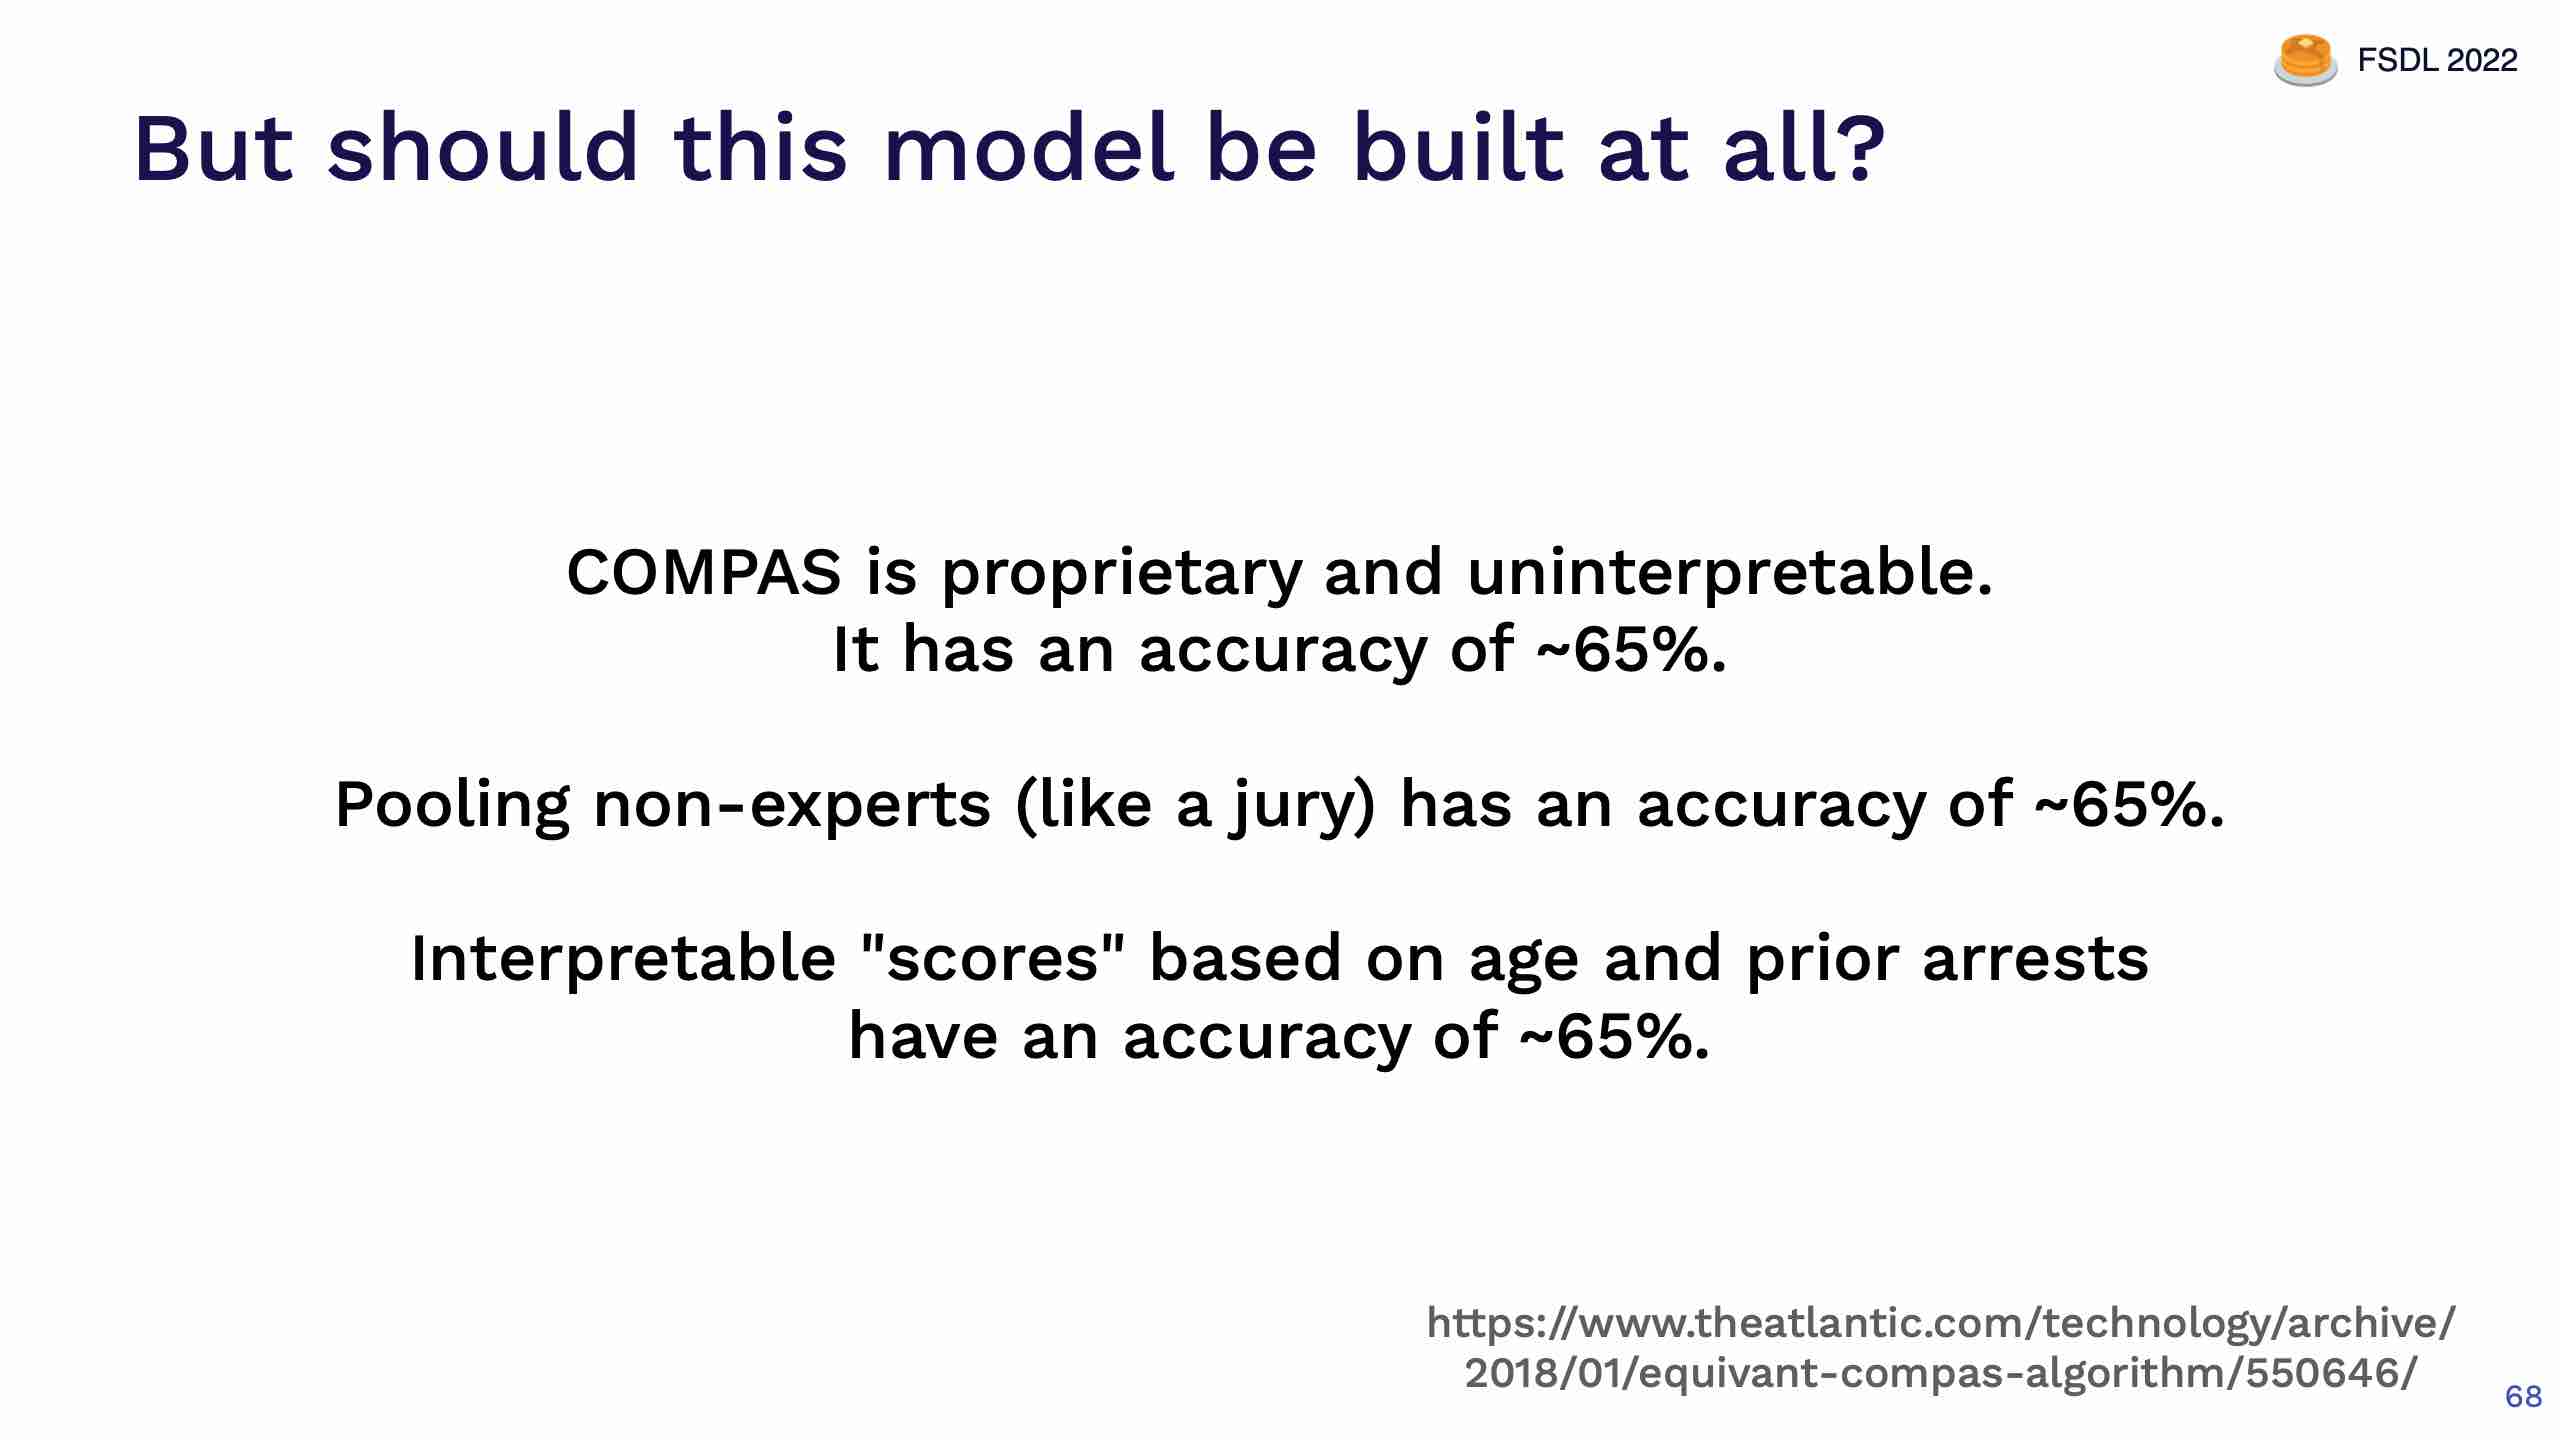 FSDL 2022
But should this model be built at all?
COMPAS is proprietary and uninterpretable.
It has an accuracy of ~65%.
Pooling non-experts (like a jury) has an accuracy of ~65%.
Interpretable "scores" based on age and prior arrests
have an accuracy of ~65%.
https://www.theatlantic.com/technology/archive/
2018/01/equivant-compas-algorithm/550646/
68